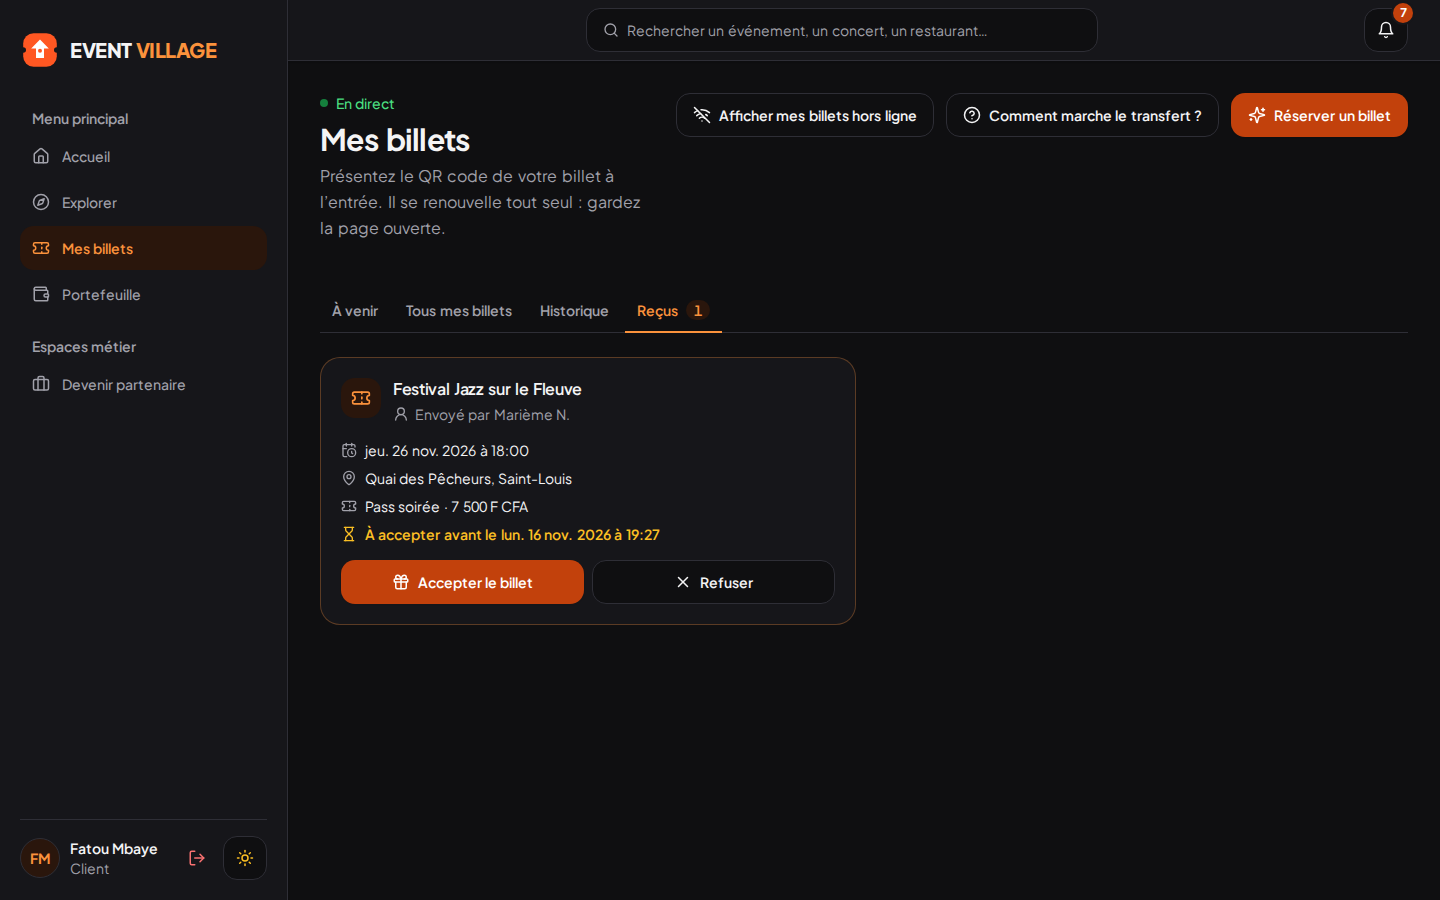 EVENT VILLAGE
Menu principal
Accueil
Explorer
Mes billets
Portefeuille
Espaces métier
Devenir partenaire
FM
Fatou Mbaye
Client
Rechercher un événement, un concert, un restaurant...
7
En direct
Mes billets
Présentez le QR code de votre billet à
l'entrée. Il se renouvelle tout seul : gardez
la page ouverte.
Afficher mes billets hors ligne
Comment marche le transfert ?
Réserver un billet
À venir
Tous mes billets
Historique
Reçus 1
Festival Jazz sur le Fleuve
Envoyé par Marième N.
jeu. 26 nov. 2026 à 18:00
Quai des Pêcheurs, Saint-Louis
Pass soirée · 7 500 F CFA
À accepter avant le lun. 16 nov. 2026 à 19:27
Accepter le billet
Refuser